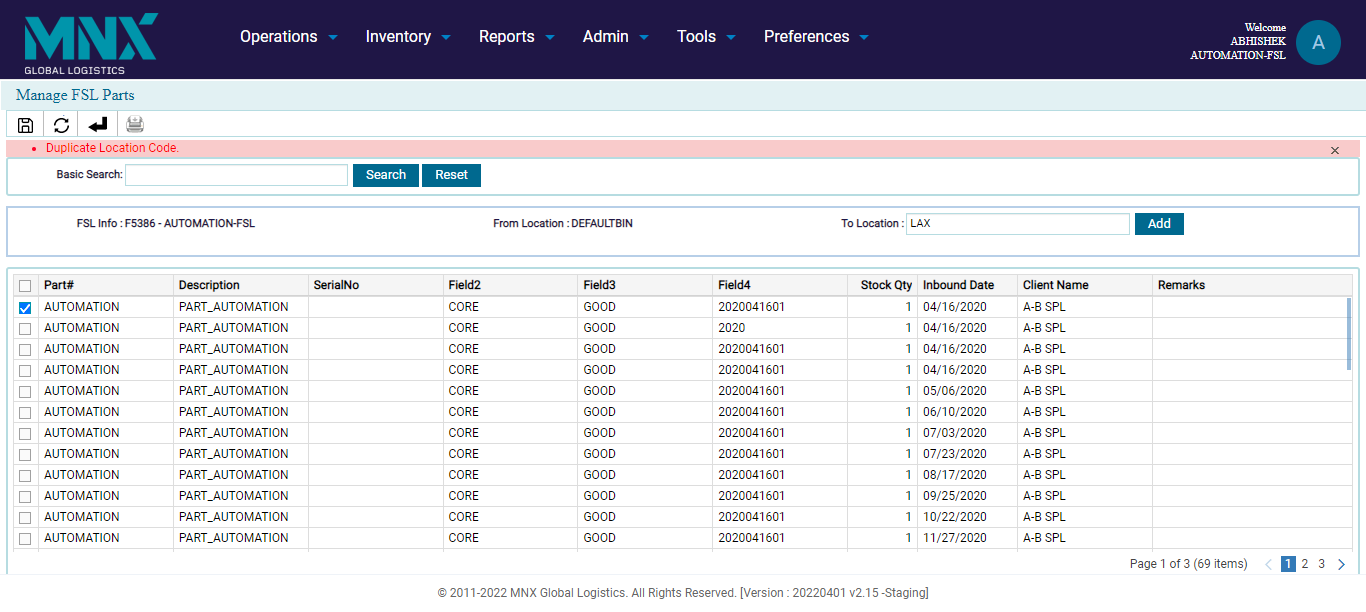 MNX
GLOBAL LOGISTICS
Operations Inventory Reports Admin Tools Preferences
Welcome
ABHISHEK
AUTOMATION-FSL
A
Manage FSL Parts
Duplicate Location Code.
Basic Search: Search Reset
FSL Info : F5386 - AUTOMATION-FSL From Location : DEFAULTBIN To Location : LAX Add
Part# Description SerialNo Field2 Field3 Field4 Stock Qty Inbound Date Client Name Remarks
AUTOMATION PART_AUTOMATION CORE GOOD 2020041601 1 04/16/2020 A-B SPL
AUTOMATION PART_AUTOMATION CORE GOOD 2020 1 04/16/2020 A-B SPL
AUTOMATION PART_AUTOMATION CORE GOOD 2020041601 1 04/16/2020 A-B SPL
AUTOMATION PART_AUTOMATION CORE GOOD 2020041601 1 04/16/2020 A-B SPL
AUTOMATION PART_AUTOMATION CORE GOOD 2020041601 1 05/06/2020 A-B SPL
AUTOMATION PART_AUTOMATION CORE GOOD 2020041601 1 06/10/2020 A-B SPL
AUTOMATION PART_AUTOMATION CORE GOOD 2020041601 1 07/03/2020 A-B SPL
AUTOMATION PART_AUTOMATION CORE GOOD 2020041601 1 07/23/2020 A-B SPL
AUTOMATION PART_AUTOMATION CORE GOOD 2020041601 1 08/17/2020 A-B SPL
AUTOMATION PART_AUTOMATION CORE GOOD 2020041601 1 09/25/2020 A-B SPL
AUTOMATION PART_AUTOMATION CORE GOOD 2020041601 1 10/22/2020 A-B SPL
AUTOMATION PART_AUTOMATION CORE GOOD 2020041601 1 11/27/2020 A-B SPL
Page 1 of 3 (69 items) 1 2 3
© 2011-2022 MNX Global Logistics. All Rights Reserved. [Version : 20220401 v2.15 -Staging]